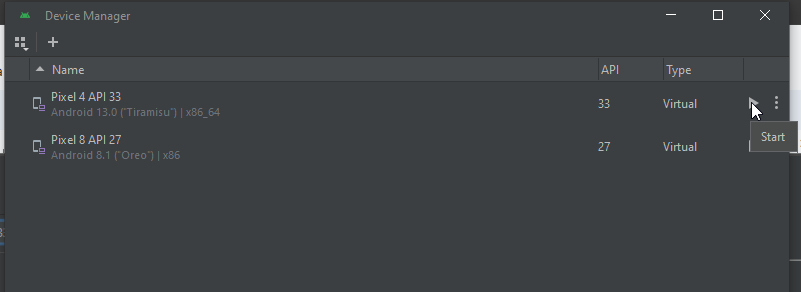 Device Manager
Name API Type
Pixel 4 API 33
Android 13.0 ("Tiramisu") | x86_64
33 Virtual
Pixel 8 API 27
Android 8.1 ("Oreo") | x86
27 Virtual
Start